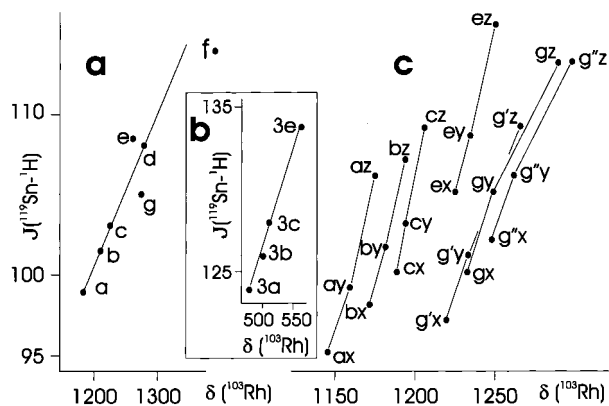 a
f
e
d
g
c
b
a
110
100
95
J(¹¹⁹Sn-¹H)
1200
1300
δ (¹⁰³Rh)
b
135
125
J(¹¹⁹Sn-¹H)
3e
3c
3b
3a
500
550
δ (¹⁰³Rh)
c
ez
gz
g"z
cz
ey
g'z
az
bz
ex
gy
g"y
cy
by
g'y
g"x
ay
cx
gx
bx
g'x
ax
1150
1200
1250
δ (¹⁰³Rh)